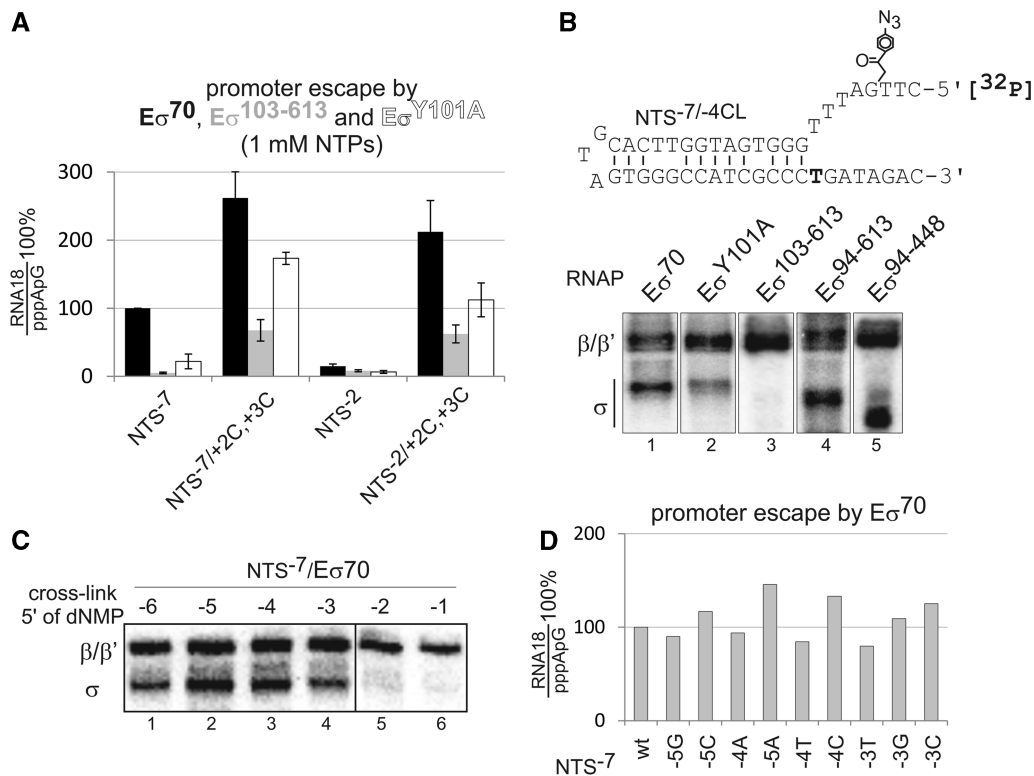 A
promoter escape by
Eσ70, Eσ103-613 and EσY101A
(1 mM NTPs)
RNA18
pppApG
100%
300
200
100
0
NTS-7
NTS-7/+2C,+3C
NTS-2
NTS-2/+2C,+3C
B
N3
O
TTTAGTTC-5'[32P]
T
NTS-7/-4CL
G
CACTTGGTAGTGGG
T
A
GTGGGCCATCGCCCTGATAGAC-3'
RNAP
Eσ70
EσY101A
Eσ103-613
Eσ94-613
Eσ94-448
β/β'
σ
1 2 3 4 5
C
NTS-7/Eσ70
cross-link
5' of dNMP
-6 -5 -4 -3 -2 -1
β/β'
σ
1 2 3 4 5 6
D
promoter escape by Eσ70
RNA18
pppApG
100%
200
100
0
NTS-7
wt -5G -5C -4A -5A -4T -4C -3T -3G -3C